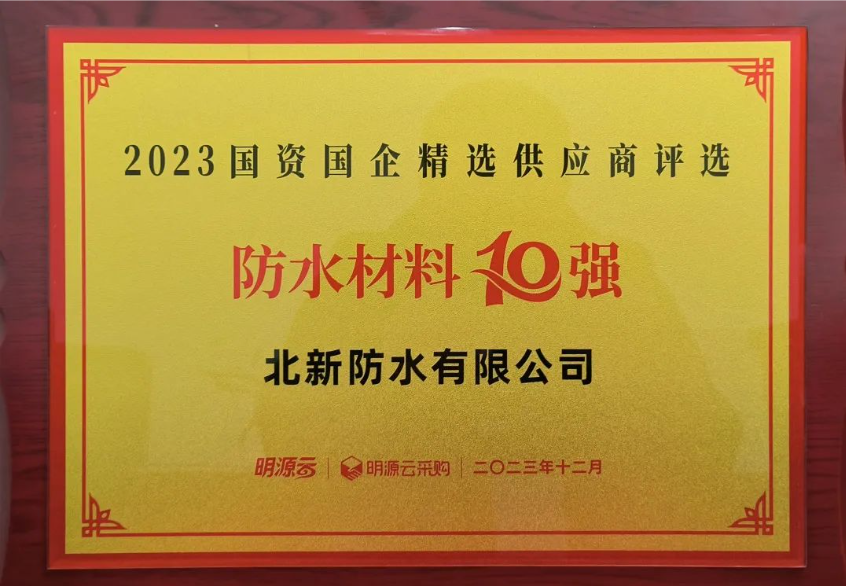 2023国资国企精选供应商评选
防水材料10强
北新防水有限公司
明源云 | 明源云采购 | 二〇二三年十二月